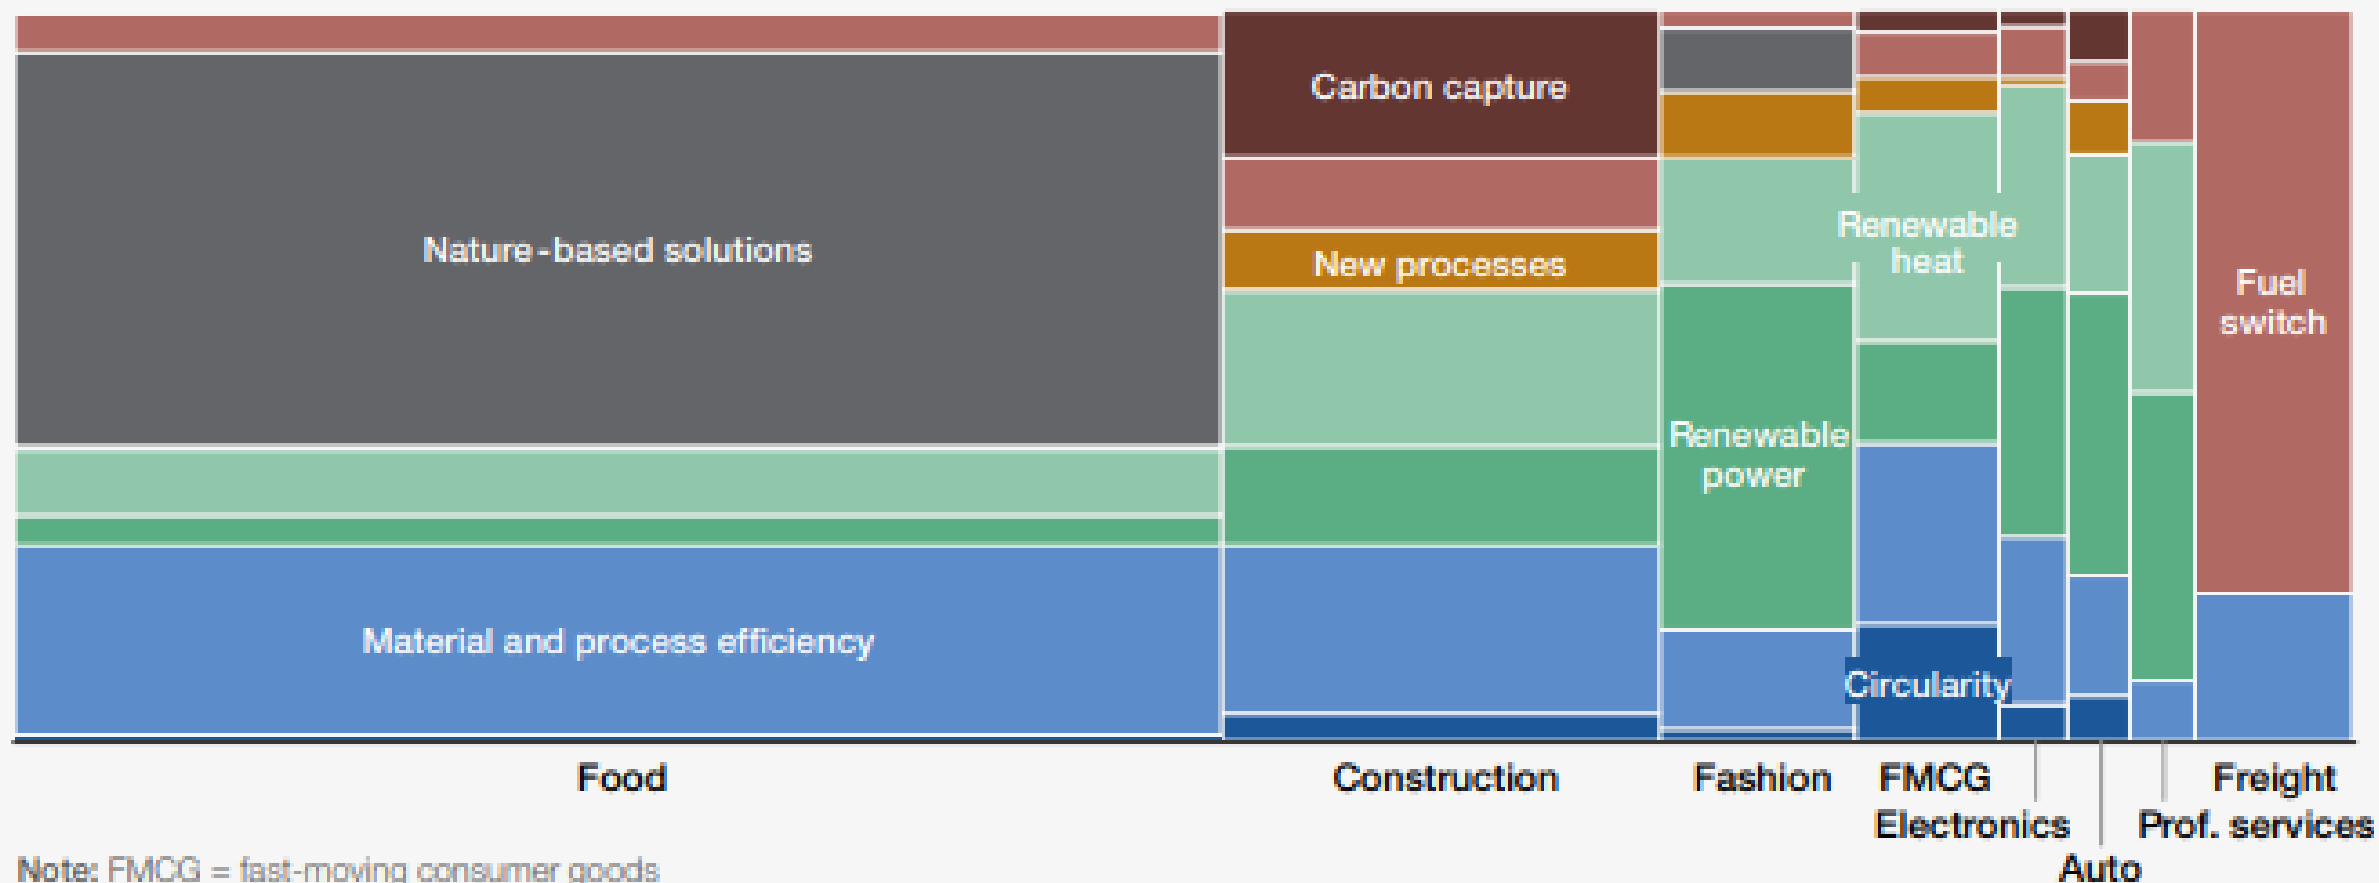 Carbon capture
Nature-based solutions
New processes
Renewable
heat
Fuel
switch
Renewable
power
Material and process efficiency
Circularity
Food
Construction
Fashion
FMCG
Freight
Electronics
Prof. services
Auto
Note: FMCG = fast-moving consumer goods